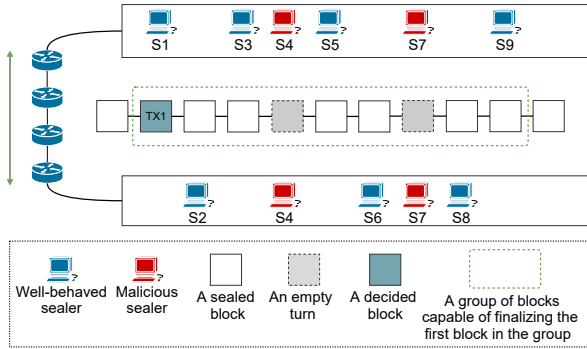 S1 S3 S4 S5 S7 S9
TX1
S2 S4 S6 S7 S8
Well-behaved
sealer
Malicious
sealer
A sealed
block
An empty
turn
A decided
block
A group of blocks
capable of finalizing the
first block in the group